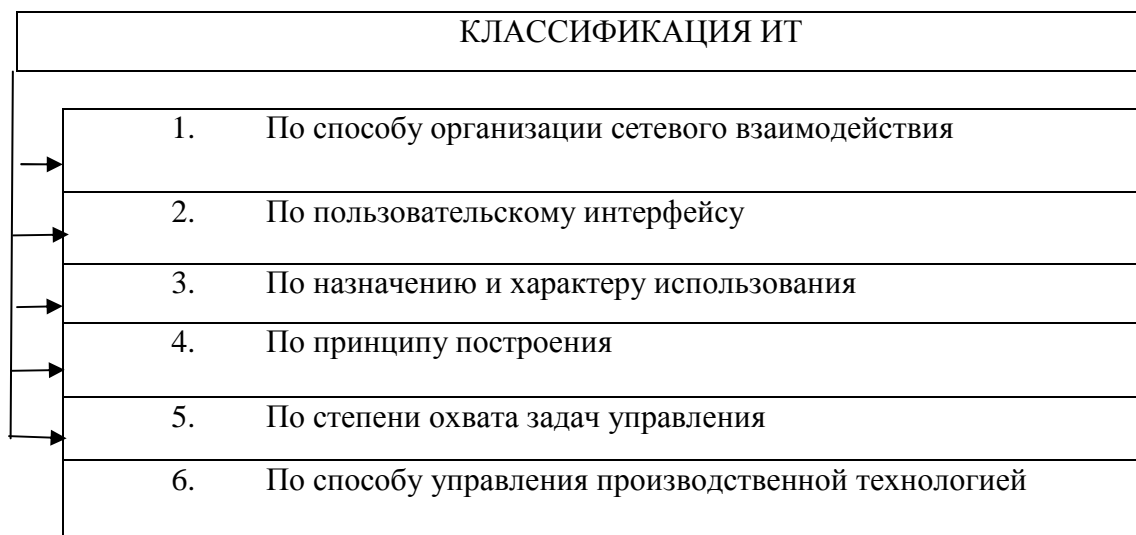 КЛАССИФИКАЦИЯ ИТ
1. По способу организации сетевого взаимодействия
2. По пользовательскому интерфейсу
3. По назначению и характеру использования
4. По принципу построения
5. По степени охвата задач управления
6. По способу управления производственной технологией